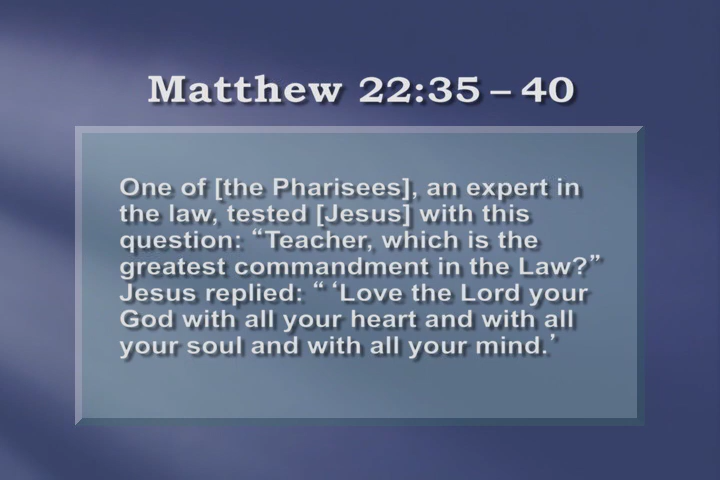 Matthew 22:35 – 40
One of [the Pharisees], an expert in
the law, tested [Jesus] with this
question: “Teacher, which is the
greatest commandment in the Law?”
Jesus replied: “ ‘Love the Lord your
God with all your heart and with all
your soul and with all your mind.’